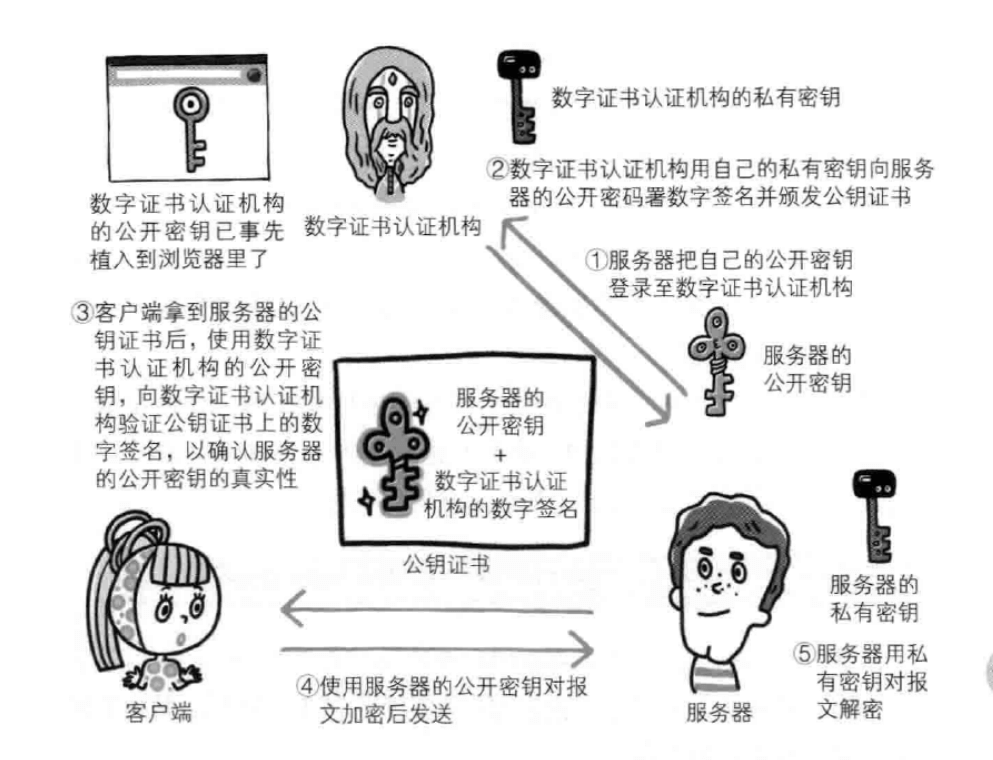 数字证书认证机构
的公开密钥已事先
植入到浏览器里了
数字证书认证机构
数字证书认证机构的私有密钥
②数字证书认证机构用自己的私有密钥向服务
器的公开密码署数字签名并颁发公钥证书
①服务器把自己的公开密钥
登录至数字证书认证机构
服务器的
公开密钥
③客户端拿到服务器的公
钥证书后，使用数字证
书认证机构的公开密
钥，向数字证书认证机
构验证公钥证书上的数
字签名，以确认服务器
的公开密钥的真实性
服务器的
公开密钥
+
数字证书认证
机构的数字签名
公钥证书
服务器的
私有密钥
④使用服务器的公开密钥对报
文加密后发送
⑤服务器用私
有密钥对报
文解密
客户端
服务器